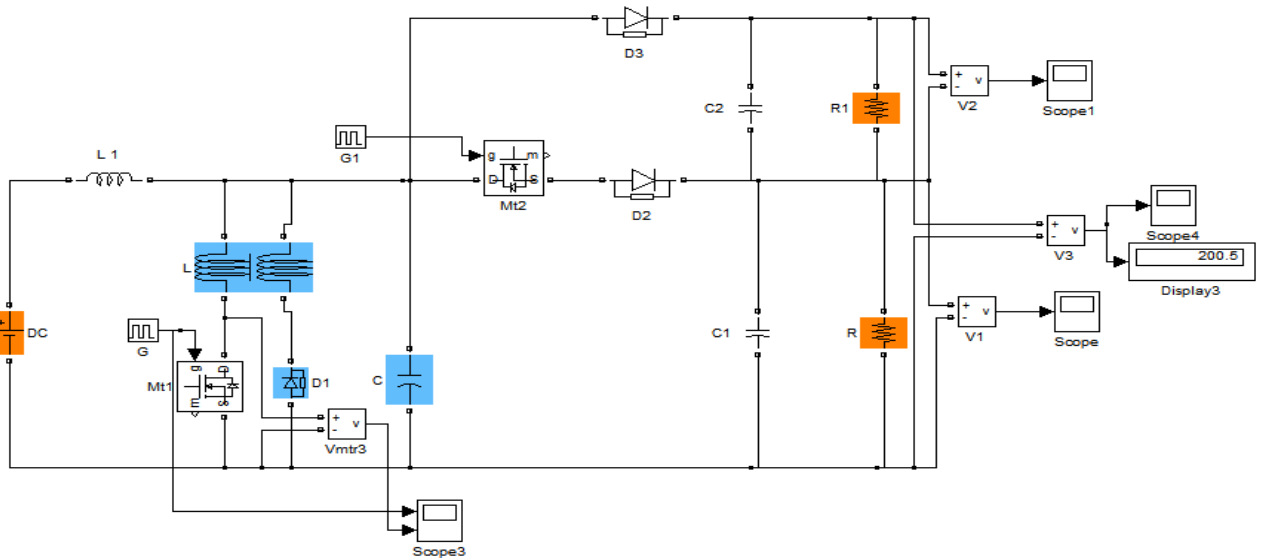 D3
C2
R1
+
-
v
V2
Scope1
G1
g
m
D
S
Mt2
L 1
D2
+
-
v
V3
Scope4
200.5
Display3
L
+
DC
G
g
D
Mt1
m
S
D1
C
C1
R
+
-
v
V1
Scope
+
-
v
Vmtr3
Scope3